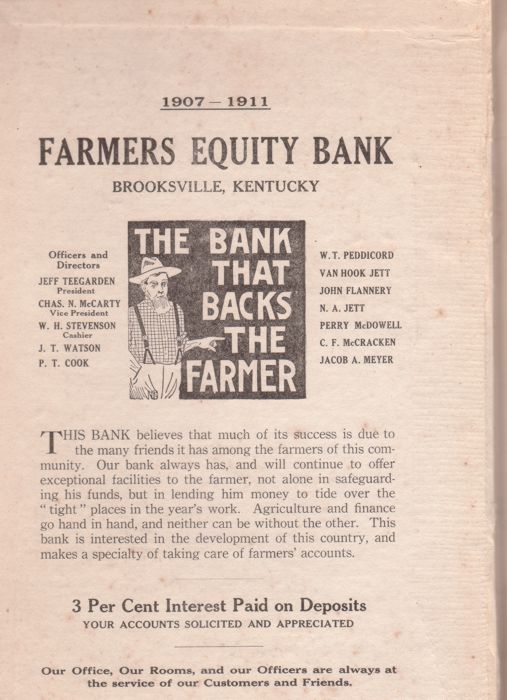 1907 – 1911
FARMERS EQUITY BANK
BROOKSVILLE, KENTUCKY
Officers and
Directors
JEFF TEEGARDEN
President
CHAS. N. McCARTY
Vice President
W. H. STEVENSON
Cashier
J. T. WATSON
P. T. COOK
THE BANK
THAT
BACKS
THE
FARMER
W. T. PEDDICORD
VAN HOOK JETT
JOHN FLANNERY
N. A. JETT
PERRY McDOWELL
C. F. McCRACKEN
JACOB A. MEYER
THIS BANK believes that much of its success is due to
the many friends it has among the farmers of this com-
munity. Our bank always has, and will continue to offer
exceptional facilities to the farmer, not alone in safeguard-
ing his funds, but in lending him money to tide over the
“tight” places in the year's work. Agriculture and finance
go hand in hand, and neither can be without the other. This
bank is interested in the development of this country, and
makes a specialty of taking care of farmers' accounts.
3 Per Cent Interest Paid on Deposits
YOUR ACCOUNTS SOLICITED AND APPRECIATED
Our Office, Our Rooms, and our Officers are always at
the service of our Customers and Friends.